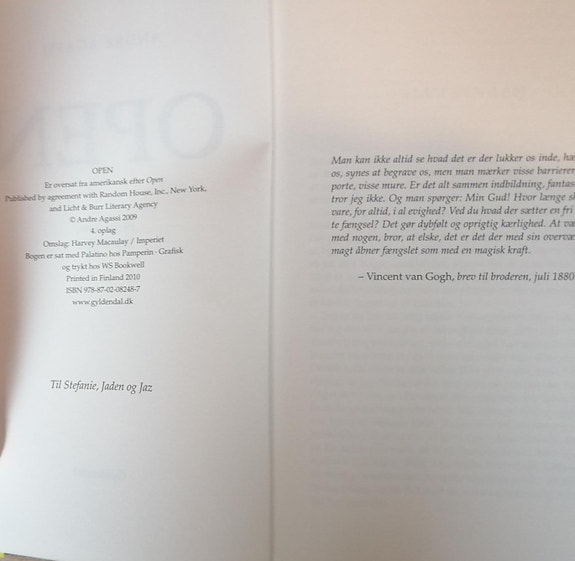 OPEN
Er oversat fra amerikansk efter Open
Published by agreement with Random House, Inc., New York,
and Licht & Burr Literary Agency
© Andre Agassi 2009
4. oplag
Omslag: Harvey Macaulay / Imperiet
Bogen er sat med Palatino hos Pamperin · Grafisk
og trykt hos WS Bookwell
Printed in Finland 2010
ISBN 978-87-02-08248-7
www.gyldendal.dk
Til Stefanie, Jaden og Jaz
Man kan ikke altid se hvad det er der lukker os inde, hæ
os, synes at begrave os, men man mærker visse barrierer
porte, visse mure. Er det alt sammen indbildning, fantas
tror jeg ikke. Og man spørger: Min Gud! Hvor længe sk
vare, for altid, i al evighed? Ved du hvad der sætter en fri
te fængsel? Det gør dybfølt og oprigtig kærlighed. At væ
med nogen, bror, at elske, det er det der med sin overvæ
magt åbner fængslet som med en magisk kraft.
– Vincent van Gogh, brev til broderen, juli 1880